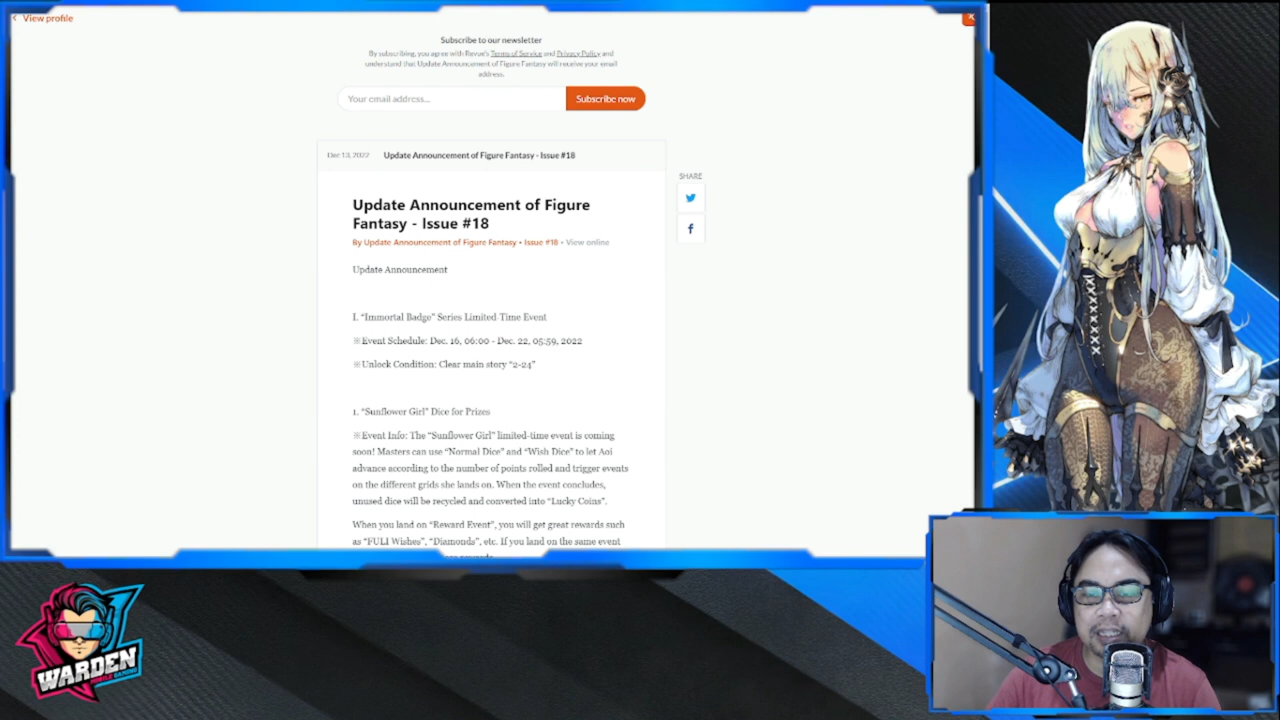 View profile
Subscribe to our newsletter
By subscribing, you agree with Revue's Terms of Service and Privacy Policy and
understand that Update Announcement of Figure Fantasy will receive your email
address.
Your email address...
Subscribe now
Dec 13, 2022
Update Announcement of Figure Fantasy - Issue #18
SHARE
Update Announcement of Figure
Fantasy - Issue #18
By Update Announcement of Figure Fantasy • Issue #18 • View online
Update Announcement
I. “Immortal Badge” Series Limited-Time Event
※Event Schedule: Dec. 16, 06:00 - Dec. 22, 05:59, 2022
※Unlock Condition: Clear main story “2-24”
1. “Sunflower Girl” Dice for Prizes
※Event Info: The “Sunflower Girl” limited-time event is coming
soon! Masters can use “Normal Dice” and “Wish Dice” to let Aoi
advance according to the number of points rolled and trigger events
on the different grids she lands on. When the event concludes,
unused dice will be recycled and converted into “Lucky Coins”.
When you land on “Reward Event”, you will get great rewards such
as “FULI Wishes”, “Diamonds”, etc. If you land on the same event
WARDEN
MOBILE GAMING